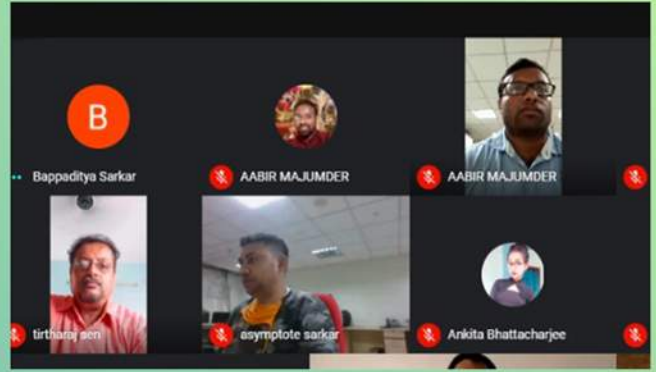 B
Bappaditya Sarkar
AABIR MAJUMDER
AABIR MAJUMDER
tirtharaj sen
asymptote sarkar
Ankita Bhattacharjee